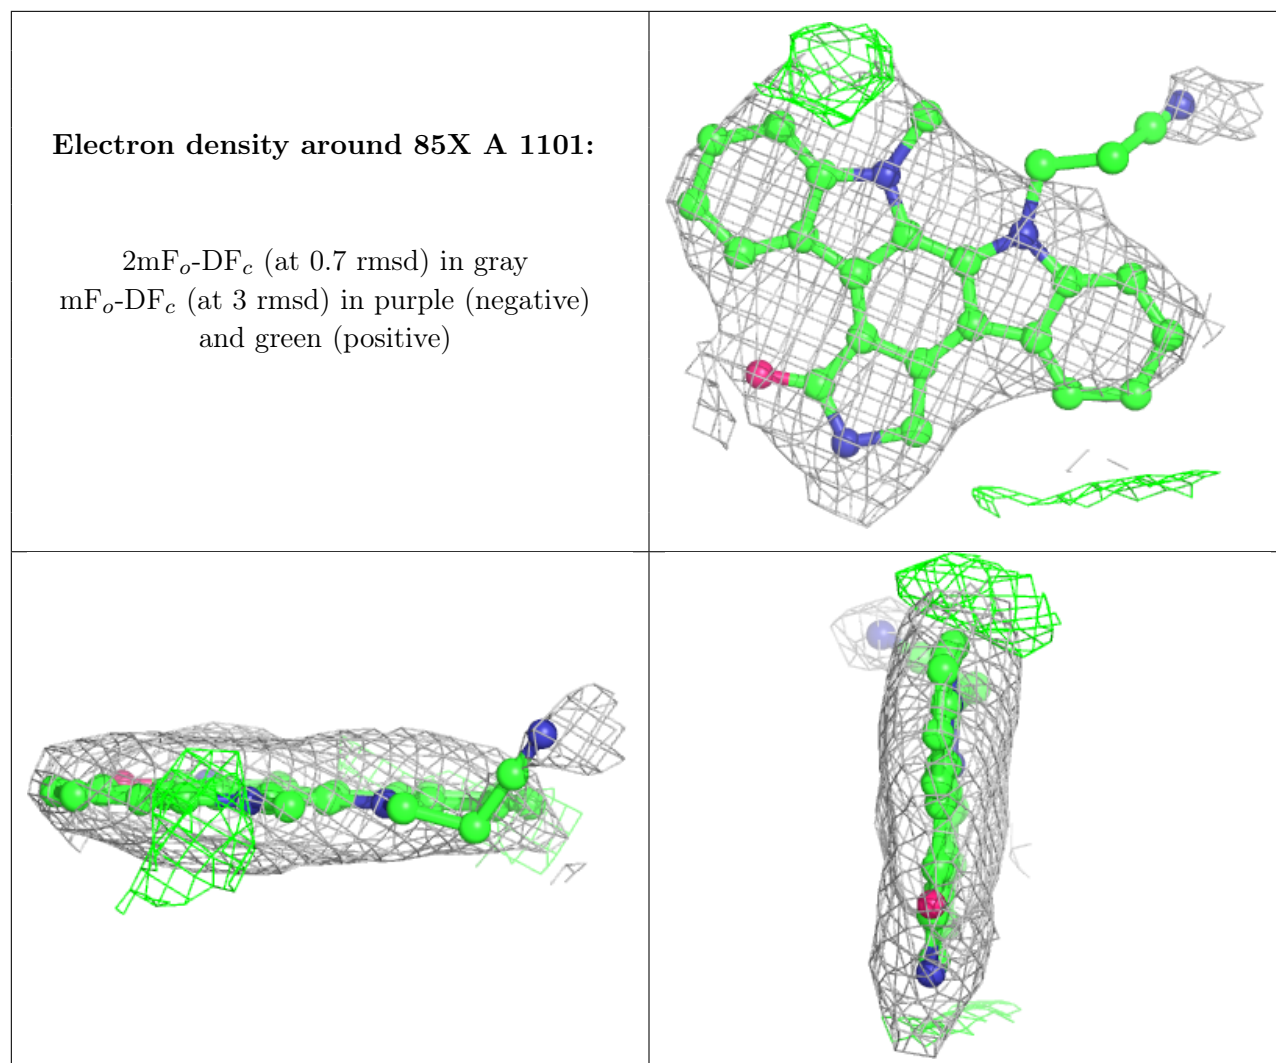 Electron density around 85X A 1101:
2mFo-DFc (at 0.7 rmsd) in gray
mFo-DFc (at 3 rmsd) in purple (negative)
and green (positive)